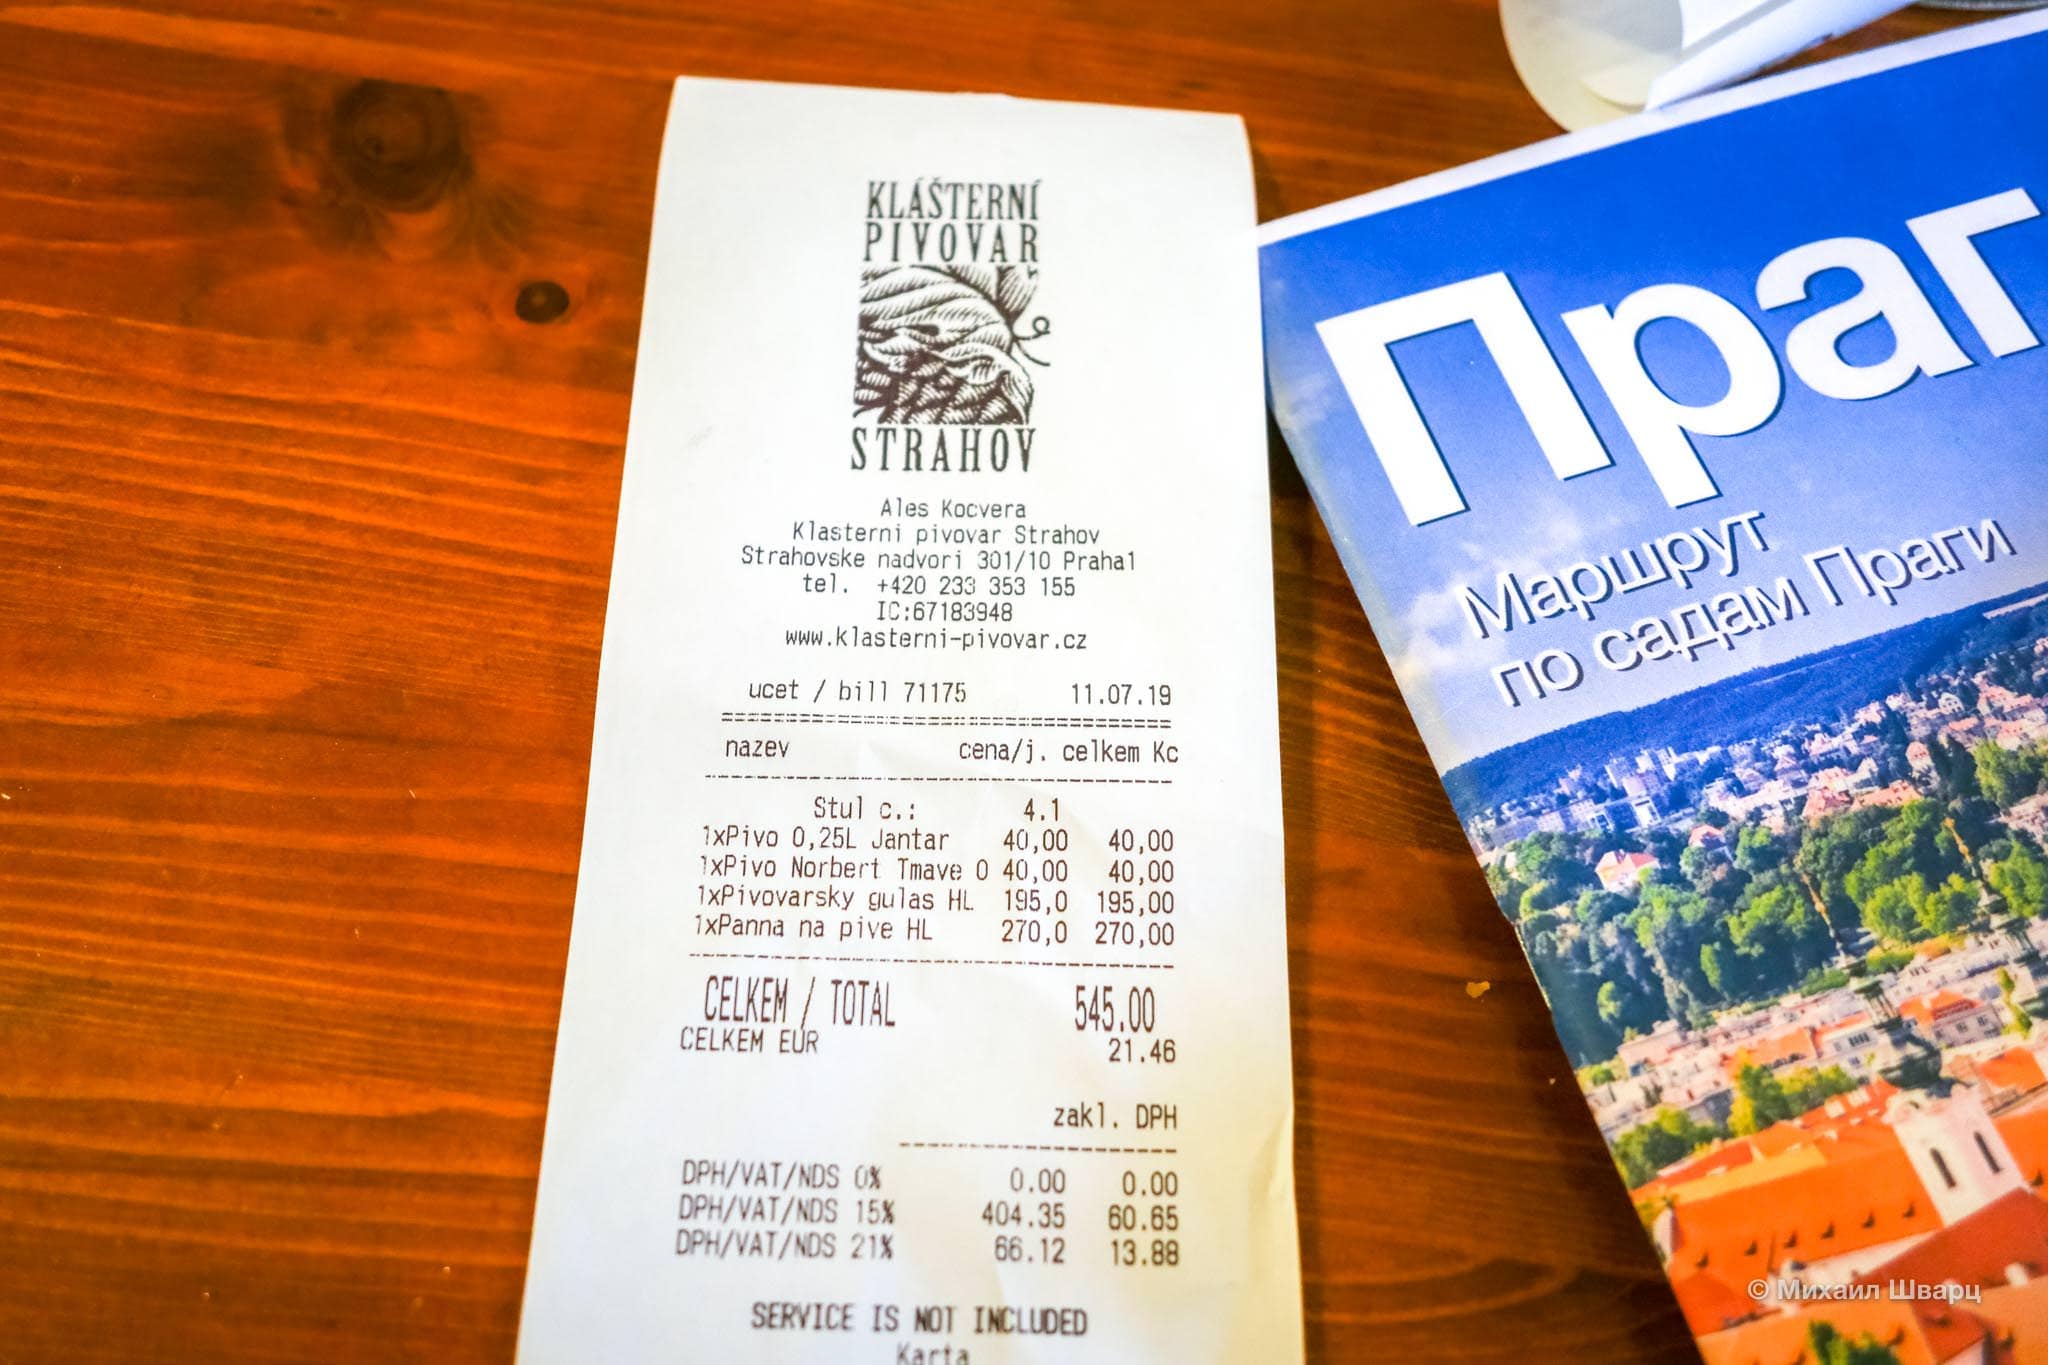 KLÁŠTERNÍ
PIVOVAR
STRAHOV
Ales Kocvera
Klasterni pivovar Strahov
Strahovske nadvori 301/10 Praha1
tel. +420 233 353 155
IC:67183948
www.klasterni-pivovar.cz
ucet / bill 71175 11.07.19
nazev cena/j. celkem Kc
Stul c.: 4.1
1xPivo 0,25L Jantar 40,00 40,00
1xPivo Norbert Tmave 0 40,00 40,00
1xPivovarsky gulas HL 195,0 195,00
1xPanna na pive HL 270,0 270,00
CELKEM / TOTAL 545.00
CELKEM EUR 21.46
zakl. DPH
DPH/VAT/NDS 0% 0.00 0.00
DPH/VAT/NDS 15% 404.35 60.65
DPH/VAT/NDS 21% 66.12 13.88
SERVICE IS NOT INCLUDED
Karta
Праг
Маршрут
по садам Праги
© Михаил Шварц